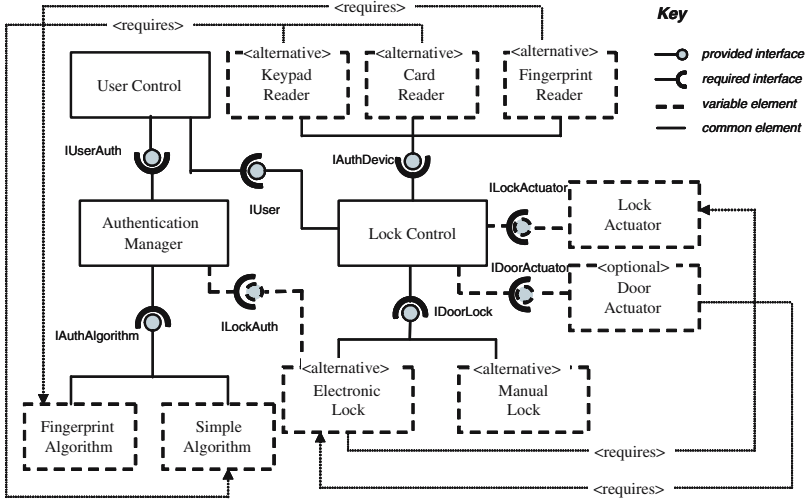 <requires>
Key
<requires>
<alternative>
Keypad
Reader
<alternative>
Card
Reader
<alternative>
Fingerprint
Reader
provided interface
required interface
variable element
common element
User Control
IUserAuth
IAuthDevic
IUser
ILockActuator
Authentication
Manager
Lock Control
Lock
Actuator
IDoorActuator
<optional>
Door
Actuator
ILockAuth
IDoorLock
IAuthAlgorithm
<alternative>
Electronic
Lock
<alternative>
Manual
Lock
Fingerprint
Algorithm
Simple
Algorithm
<requires>
<requires>